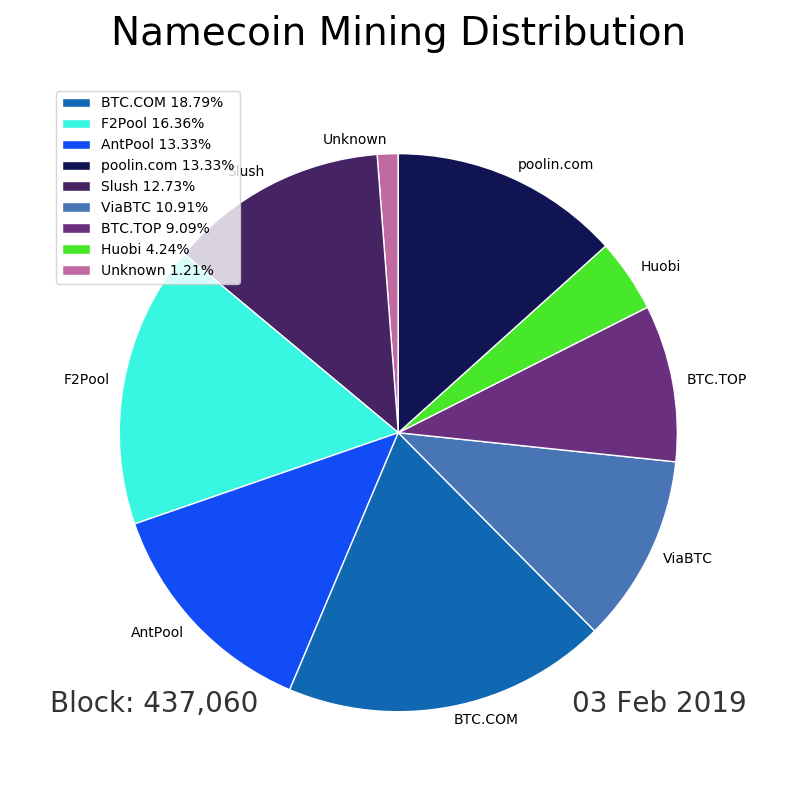 Namecoin Mining Distribution
BTC.COM 18.79%
F2Pool 16.36%
AntPool 13.33%
poolin.com 13.33%
Slush 12.73%
ViaBTC 10.91%
BTC.TOP 9.09%
Huobi 4.24%
Unknown 1.21%
Unknown
poolin.com
Slush
Huobi
F2Pool
BTC.TOP
ViaBTC
AntPool
BTC.COM
Block: 437,060
03 Feb 2019